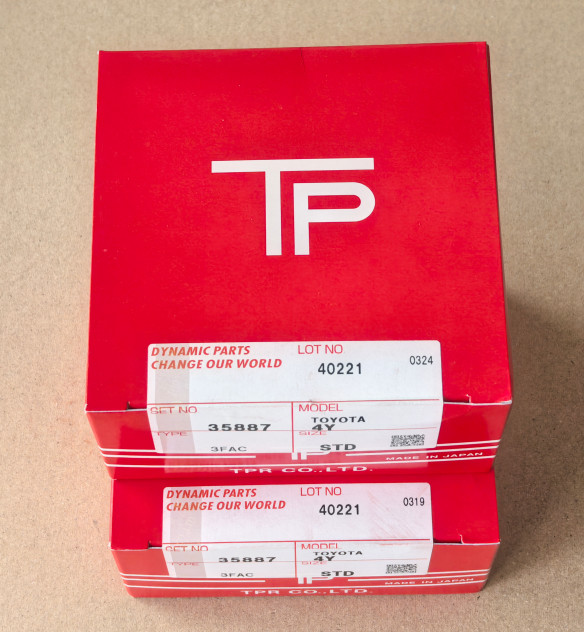 TP
DYNAMIC PARTS
CHANGE OUR WORLD
LOT NO
40221
0324
SET NO
35887
MODEL
TOYOTA
4Y
TYPE
3FAC
SIZE
STD
TP
MADE IN JAPAN
TPR CO.,LTD.
DYNAMIC PARTS
CHANGE OUR WORLD
LOT NO
40221
0319
SET NO
35887
MODEL
TOYOTA
4Y
TYPE
3FAC
SIZE
STD
TP
MADE IN JAPAN
TPR CO.,LTD.